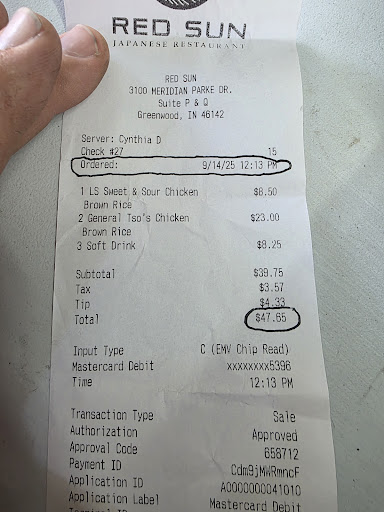 RED SUN
JAPANESE RESTAURANT
RED SUN
3100 MERIDIAN PARKE DR.
Suite P & Q
Greenwood, IN 46142
Server: Cynthia D
Check #27 15
Ordered: 9/14/25 12:13 PM
1 LS Sweet & Sour Chicken $8.50
Brown Rice
2 General Tso's Chicken $23.00
Brown Rice
3 Soft Drink $8.25
Subtotal $39.75
Tax $3.57
Tip $4.33
Total $47.65
Input Type C (EMV Chip Read)
Mastercard Debit xxxxxxxx5396
Time 12:13 PM
Transaction Type Sale
Authorization Approved
Approval Code 656712
Payment ID Cdm9jMWRmncF
Application ID A0000000041010
Application Label Mastercard Debit